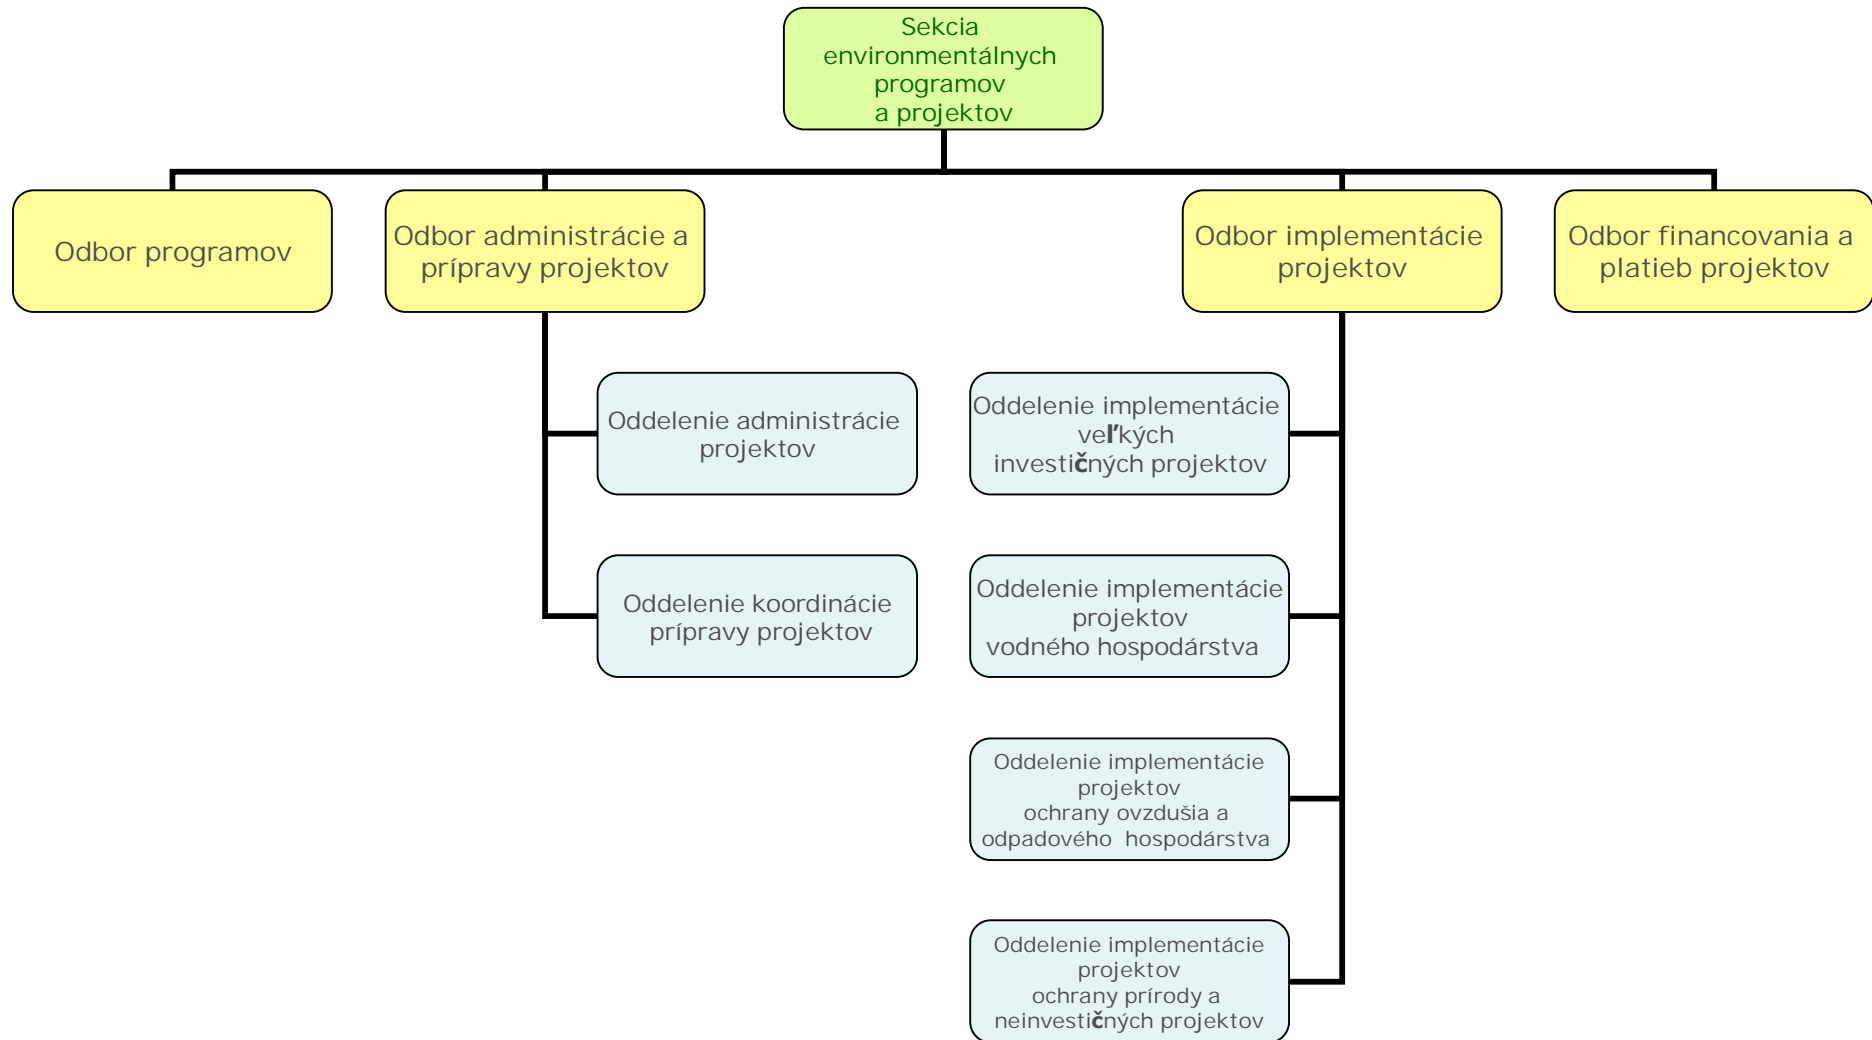 Sekcia
environmentálnych
programov
a projektov
Odbor programov
Odbor administrácie a
prípravy projektov
Odbor implementácie
projektov
Odbor financovania a
platieb projektov
Oddelenie administrácie
projektov
Oddelenie implementácie
veľkých
investičných projektov
Oddelenie koordinácie
prípravy projektov
Oddelenie implementácie
projektov
vodného hospodárstva
Oddelenie implementácie
projektov
ochrany ovzdušia a
odpadového hospodárstva
Oddelenie implementácie
projektov
ochrany prírody a
neinvestičných projektov